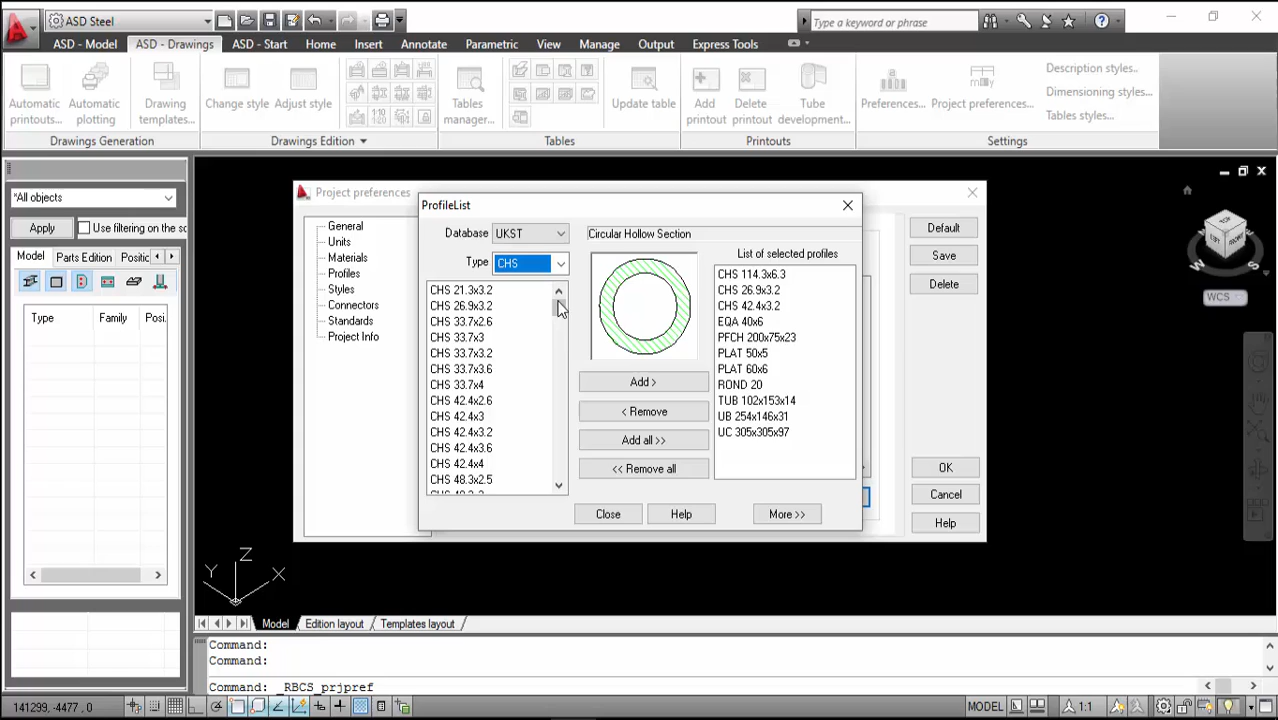 ASD Steel
Type a keyword or phrase
ASD - Model
ASD - Drawings
ASD - Start
Home
Insert
Annotate
Parametric
View
Manage
Output
Express Tools
Automatic printouts...
Automatic plotting
Drawing templates...
Change style
Adjust style
Tables manager...
Update table
Add printout
Delete printout
Tube development...
Preferences...
Project preferences...
Description styles..
Dimensioning styles..
Tables styles...
Drawings Generation
Drawings Edition
Tables
Printouts
Settings
*All objects
Apply
Use filtering on the sc
Model
Parts Edition
Positic
Type
Family
Posi.
Project preferences
General
Units
Materials
Profiles
Styles
Connectors
Standards
Project Info
Default
Save
Delete
OK
Cancel
Help
ProfileList
Database
UKST
Type
CHS
CHS 21.3x3.2
CHS 26.9x3.2
CHS 33.7x2.6
CHS 33.7x3
CHS 33.7x3.2
CHS 33.7x3.6
CHS 33.7x4
CHS 42.4x2.6
CHS 42.4x3
CHS 42.4x3.2
CHS 42.4x3.6
CHS 42.4x4
CHS 48.3x2.5
Circular Hollow Section
Add >
< Remove
Add all >>
<< Remove all
List of selected profiles
CHS 114.3x6.3
CHS 26.9x3.2
CHS 42.4x3.2
EQA 40x6
PFCH 200x75x23
PLAT 50x5
PLAT 60x6
ROND 20
TUB 102x153x14
UB 254x146x31
UC 305x305x97
Close
Help
More >>
W
S
WCS
Z
Y
X
Model
Edition layout
Templates layout
Command:
Command:
Command: _RBCS_prjpref
141299, -4477 , 0
MODEL
1:1